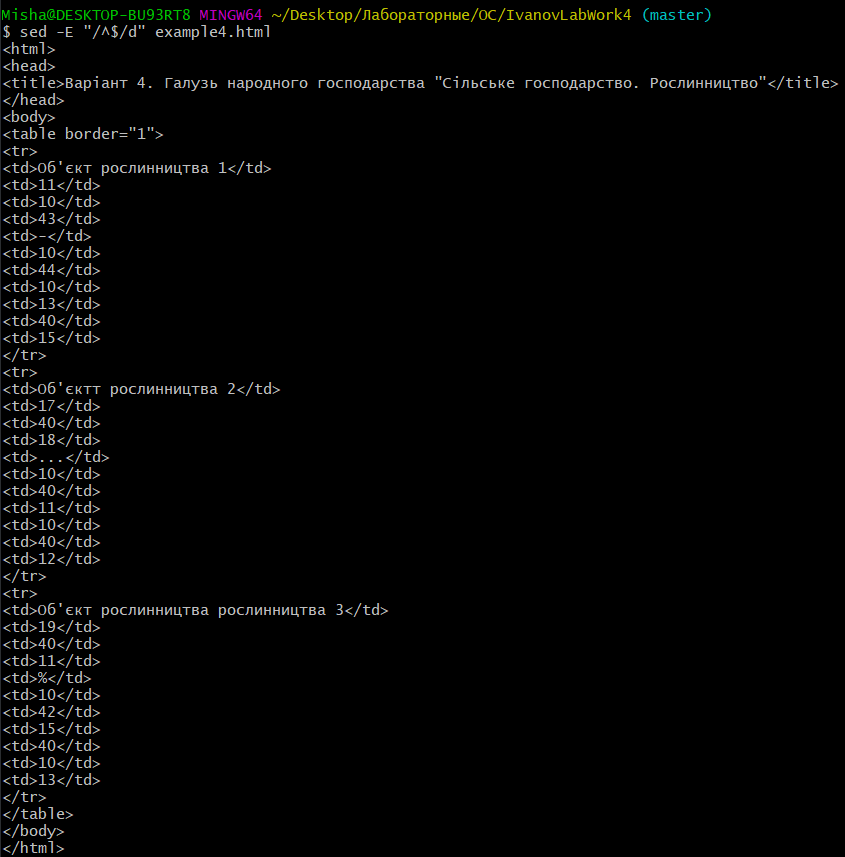 Misha@DESKTOP-BU93RT8 MINGW64 ~/Desktop/Лабораторные/ОС/IvanovLabWork4 (master)
$ sed -E "/^$/d" example4.html
<html>
<head>
<title>Варіант 4. Галузь народного господарства "Сільське господарство. Рослинництво"</title>
</head>
<body>
<table border="1">
<tr>
<td>Об'єкт рослинництва 1</td>
<td>11</td>
<td>10</td>
<td>43</td>
<td>-</td>
<td>10</td>
<td>44</td>
<td>10</td>
<td>13</td>
<td>40</td>
<td>15</td>
</tr>
<tr>
<td>Об'єктт рослинництва 2</td>
<td>17</td>
<td>40</td>
<td>18</td>
<td>...</td>
<td>10</td>
<td>40</td>
<td>11</td>
<td>10</td>
<td>40</td>
<td>12</td>
</tr>
<tr>
<td>Об'єкт рослинництва рослинництва 3</td>
<td>19</td>
<td>40</td>
<td>11</td>
<td>%</td>
<td>10</td>
<td>42</td>
<td>15</td>
<td>40</td>
<td>10</td>
<td>13</td>
</tr>
</table>
</body>
</html>